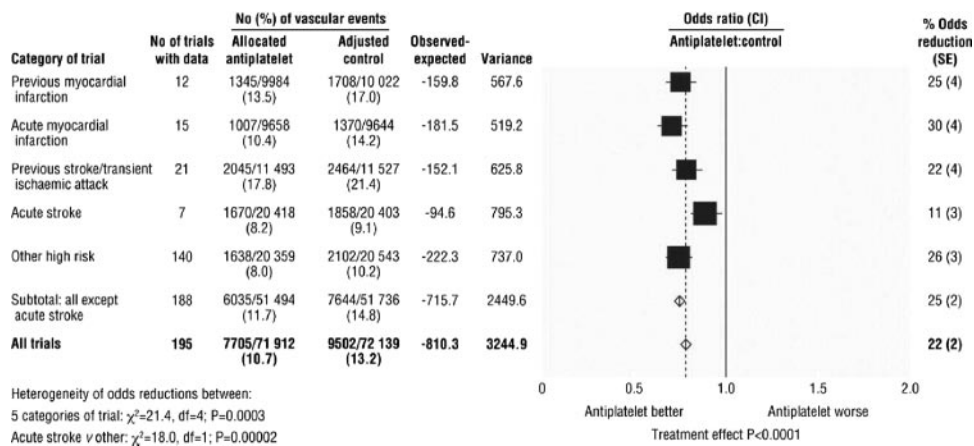 No (%) of vascular events Odds ratio (CI) % Odds
No of trials Allocated Adjusted Observed- Antiplatelet:control reduction
Category of trial with data antiplatelet control expected Variance (SE)
Previous myocardial 12 1345/9984 1708/10 022 -159.8 567.6 25 (4)
infarction (13.5) (17.0)
Acute myocardial 15 1007/9658 1370/9644 -181.5 519.2 30 (4)
infarction (10.4) (14.2)
Previous stroke/transient 21 2045/11 493 2464/11 527 -152.1 625.8 22 (4)
ischaemic attack (17.8) (21.4)
Acute stroke 7 1670/20 418 1858/20 403 -94.6 795.3 11 (3)
(8.2) (9.1)
Other high risk 140 1638/20 359 2102/20 543 -222.3 737.0 26 (3)
(8.0) (10.2)
Subtotal: all except 188 6035/51 494 7644/51 736 -715.7 2449.6 25 (2)
acute stroke (11.7) (14.8)
All trials 195 7705/71 912 9502/72 139 -810.3 3244.9 22 (2)
(10.7) (13.2)
0 0.5 1.0 1.5 2.0
Heterogeneity of odds reductions between:
Antiplatelet better Antiplatelet worse
5 categories of trial: χ²=21.4, df=4; P=0.0003
Treatment effect P<0.0001
Acute stroke v other: χ²=18.0, df=1; P=0.00002